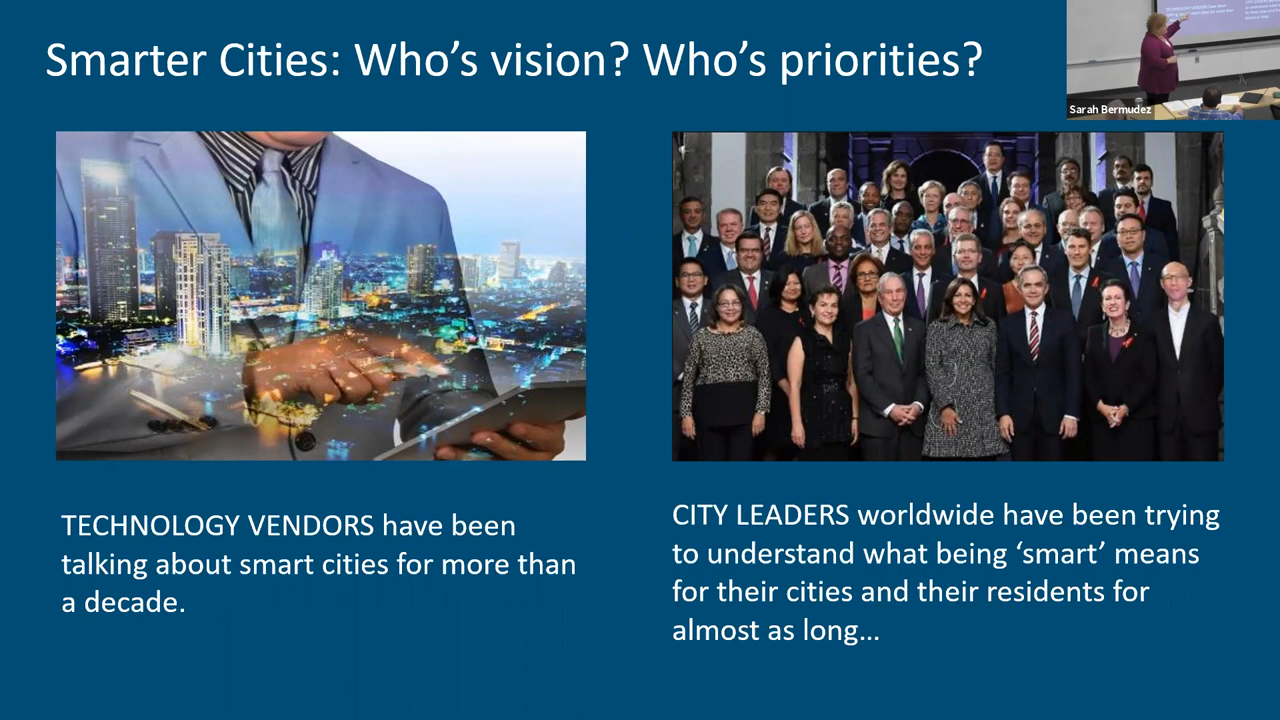 Smarter Cities: Who’s vision? Who’s priorities?
Sarah Bermudez
TECHNOLOGY VENDORS have been
talking about smart cities for more than
a decade.
CITY LEADERS worldwide have been trying
to understand what being ‘smart’ means
for their cities and their residents for
almost as long...